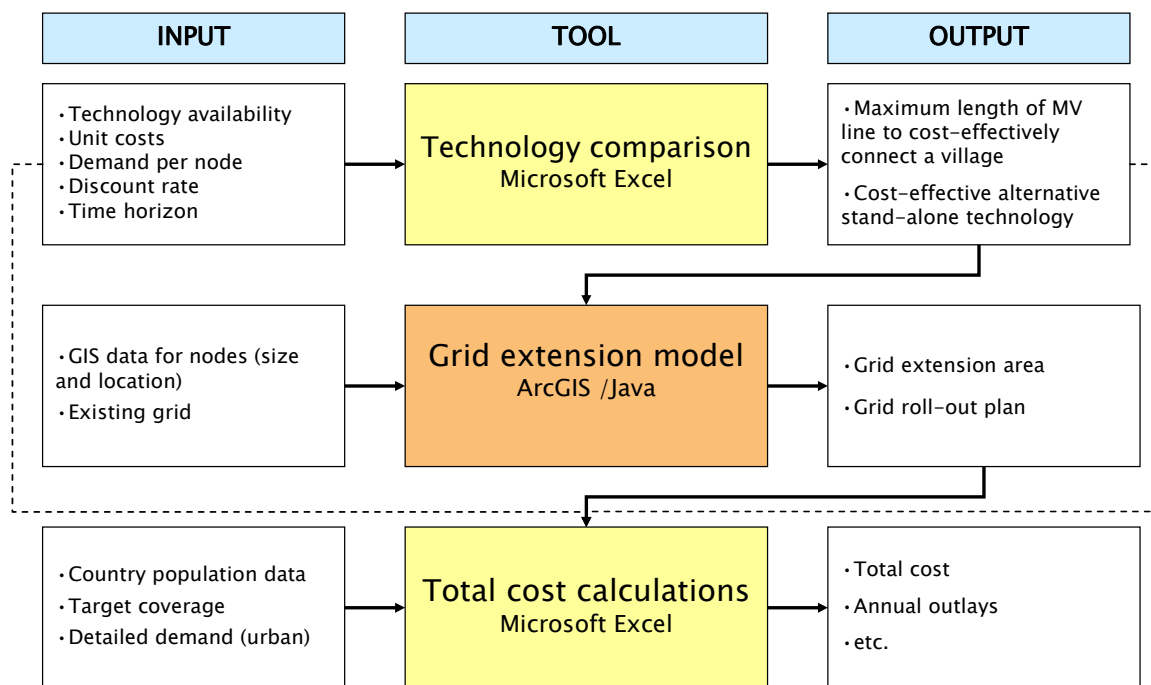 INPUT
TOOL
OUTPUT
·Technology availability
·Unit costs
·Demand per node
·Discount rate
·Time horizon
Technology comparison
Microsoft Excel
·Maximum length of MV
line to cost-effectively
connect a village
·Cost-effective alternative
stand-alone technology
·GIS data for nodes (size
and location)
·Existing grid
Grid extension model
ArcGIS /Java
·Grid extension area
·Grid roll-out plan
·Country population data
·Target coverage
·Detailed demand (urban)
Total cost calculations
Microsoft Excel
·Total cost
·Annual outlays
·etc.